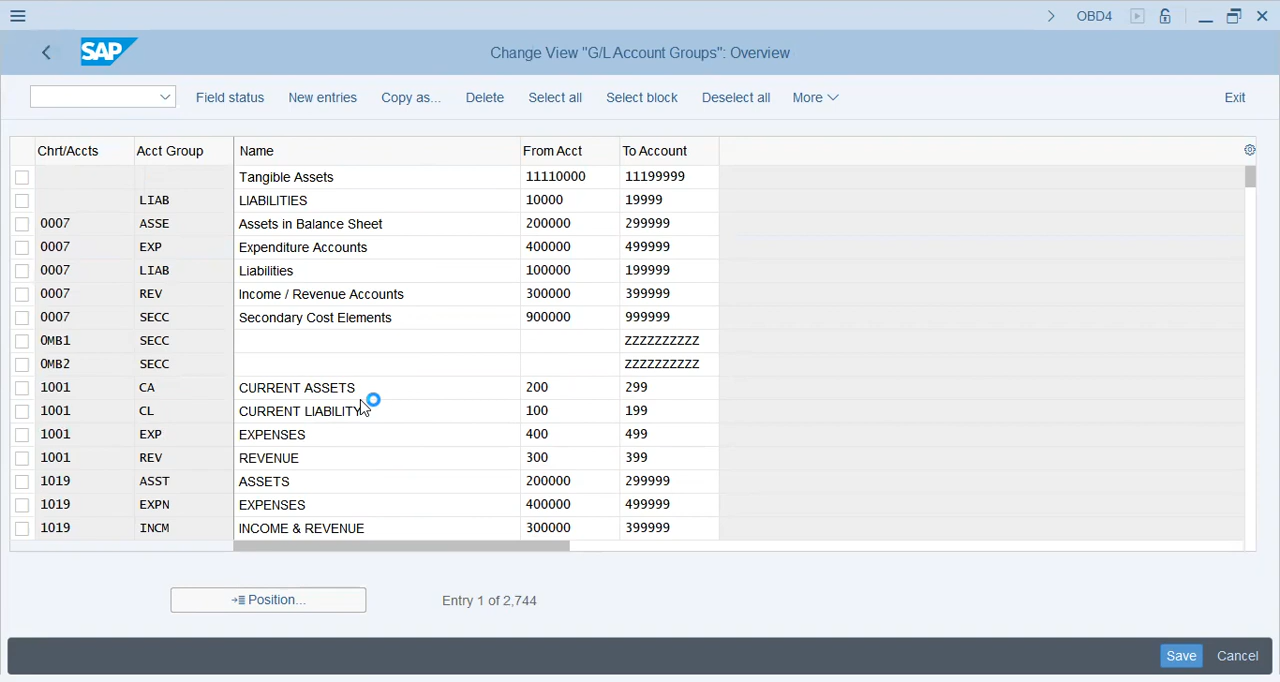 OBD4
SAP Change View "G/L Account Groups": Overview
Field status New entries Copy as... Delete Select all Select block Deselect all More Exit
Chrt/Accts Acct Group Name From Acct To Account
Tangible Assets 11110000 11199999
LIAB LIABILITIES 10000 19999
0007 ASSE Assets in Balance Sheet 200000 299999
0007 EXP Expenditure Accounts 400000 499999
0007 LIAB Liabilities 100000 199999
0007 REV Income / Revenue Accounts 300000 399999
0007 SECC Secondary Cost Elements 900000 999999
0MB1 SECC ZZZZZZZZZZ
0MB2 SECC ZZZZZZZZZZ
1001 CA CURRENT ASSETS 200 299
1001 CL CURRENT LIABILITY 100 199
1001 EXP EXPENSES 400 499
1001 REV REVENUE 300 399
1019 ASST ASSETS 200000 299999
1019 EXPN EXPENSES 400000 499999
1019 INCM INCOME & REVENUE 300000 399999
Position... Entry 1 of 2,744
Save Cancel